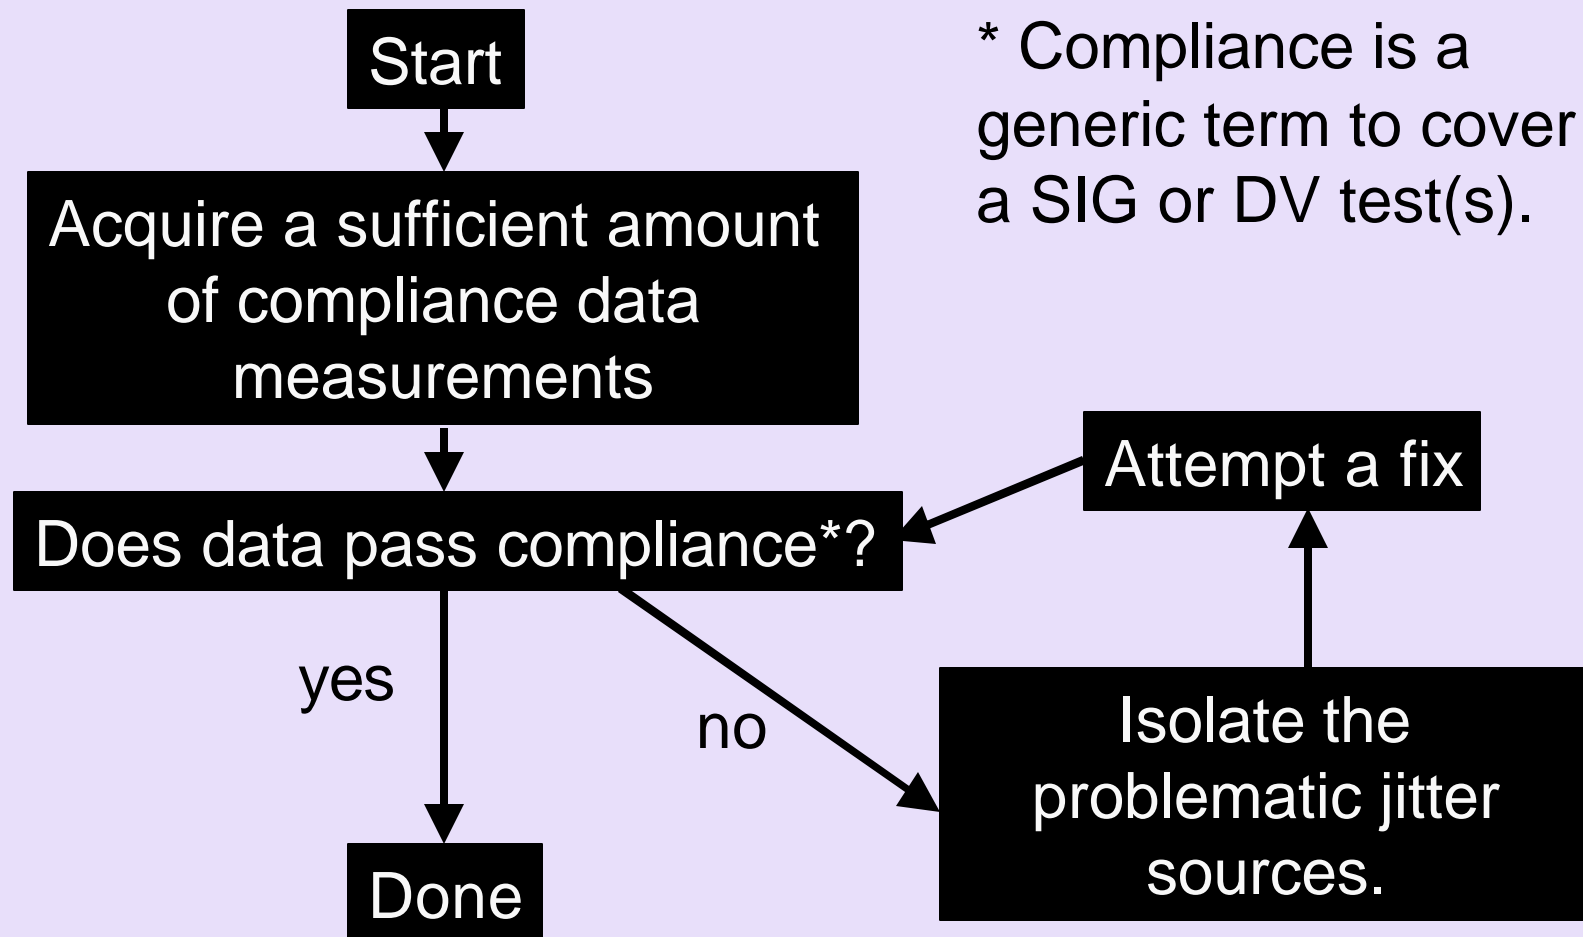 Start
* Compliance is a
generic term to cover
a SIG or DV test(s).
Acquire a sufficient amount
of compliance data
measurements
Attempt a fix
Does data pass compliance*?
yes
no
Isolate the
problematic jitter
sources.
Done